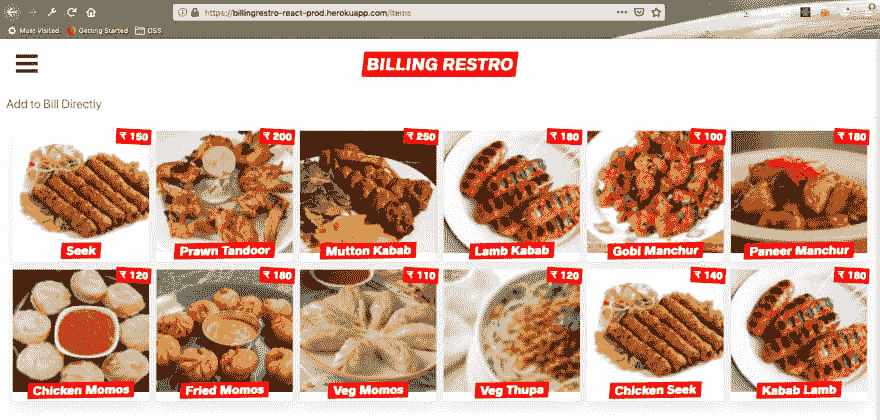 https://billingrestro-react-prod.herokuapp.com/items
Most Visited Getting Started DSS
BILLING RESTRO
Add to Bill Directly
₹ 150 ₹ 200 ₹ 250 ₹ 180 ₹ 100 ₹ 180
Seek Prawn Tandoor Mutton Kabab Lamb Kabab Gobi Manchur Paneer Manchur
₹ 120 ₹ 180 ₹ 110 ₹ 120 ₹ 140 ₹ 180
Chicken Momos Fried Momos Veg Momos Veg Thupa Chicken Seek Kabab Lamb